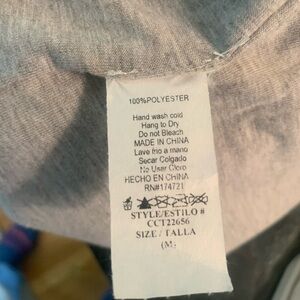 100%POLYESTER
Hand wash cold
Hang to Dry
Do not Bleach
MADE IN CHINA
Lave frio a mano
Secar Colgado
No User Cloro
HECHO EN CHINA
RN#174721
STYLE/ESTILO #
CCT22656
SIZE / TALLA
(M)